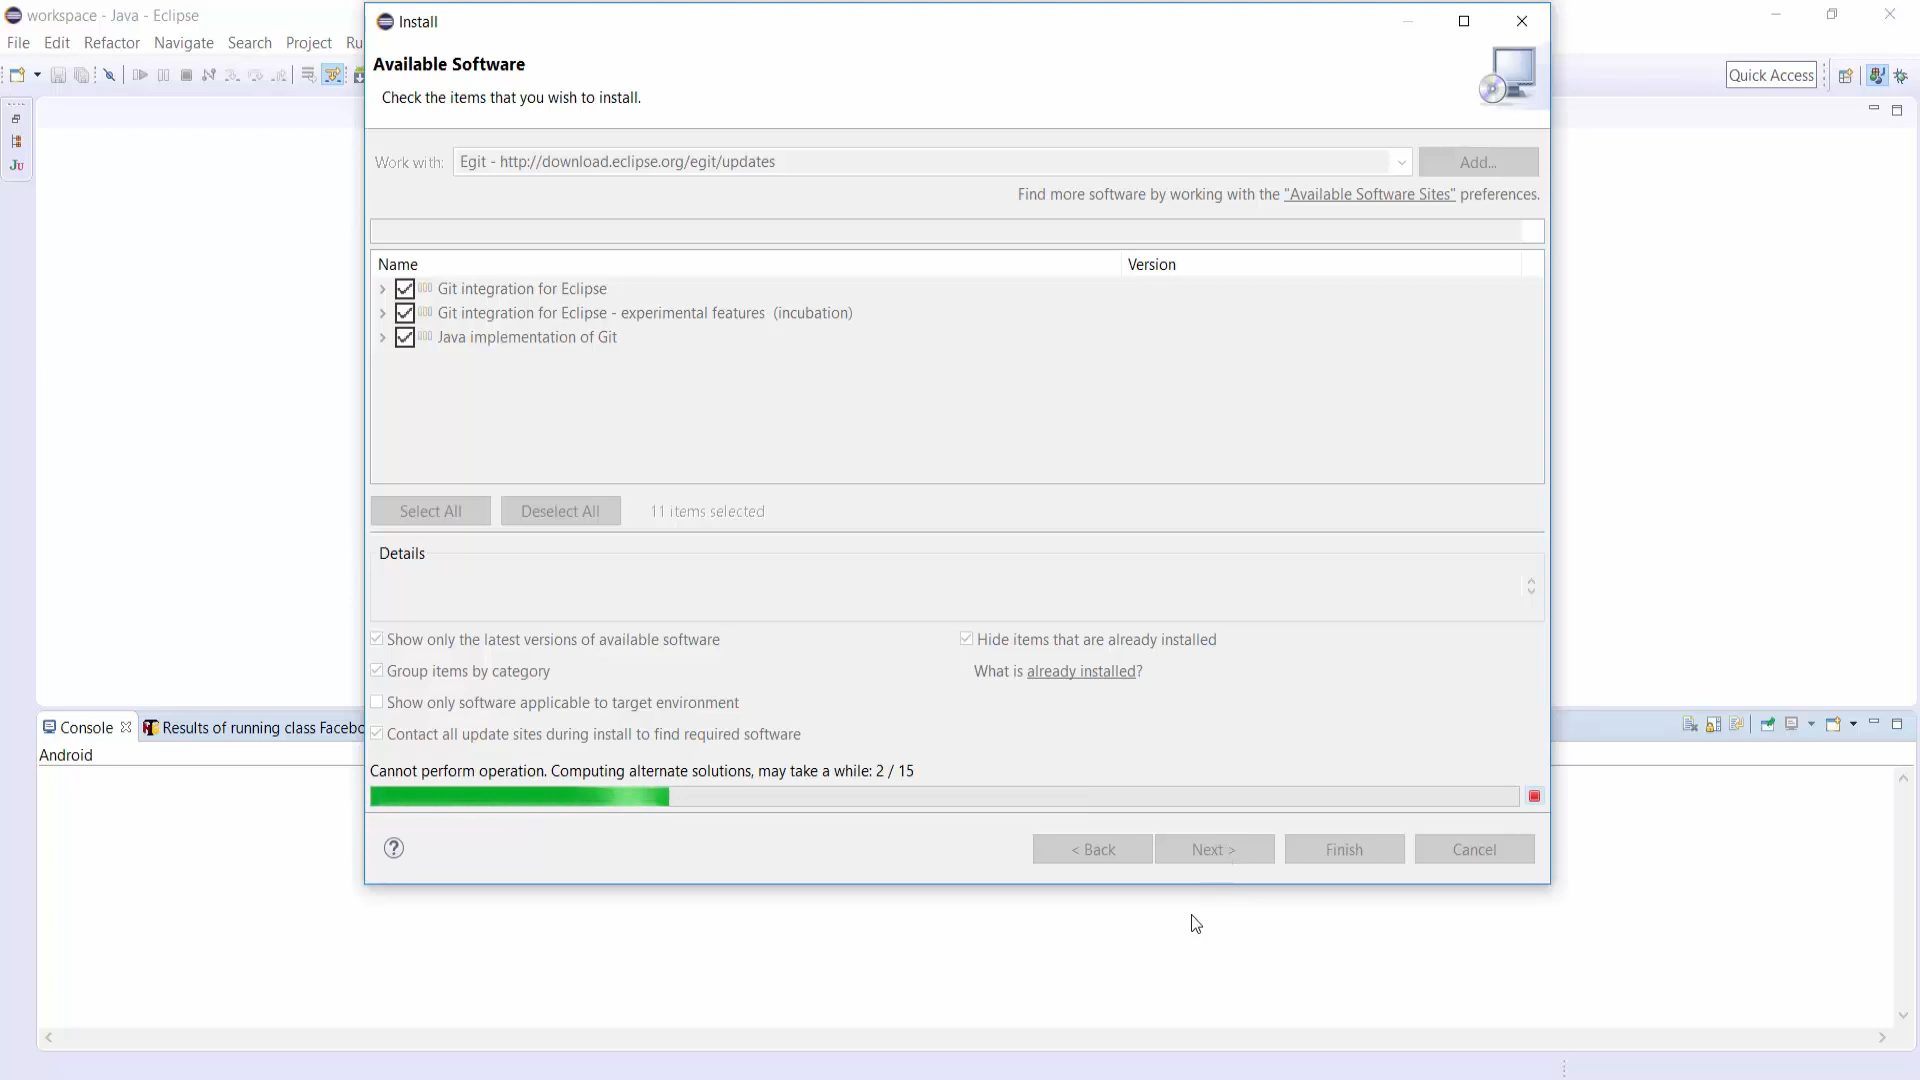 workspace - Java - Eclipse
File Edit Refactor Navigate Search Project Ru
Quick Access
Ju
Install
Available Software
Check the items that you wish to install.
Work with: Egit - http://download.eclipse.org/egit/updates Add...
Find more software by working with the "Available Software Sites" preferences.
Name Version
Git integration for Eclipse
Git integration for Eclipse - experimental features (incubation)
Java implementation of Git
Select All Deselect All 11 items selected
Details
Show only the latest versions of available software Hide items that are already installed
Group items by category What is already installed?
Show only software applicable to target environment
Contact all update sites during install to find required software
Cannot perform operation. Computing alternate solutions, may take a while: 2 / 15
< Back Next > Finish Cancel
Console Results of running class Facebo
Android